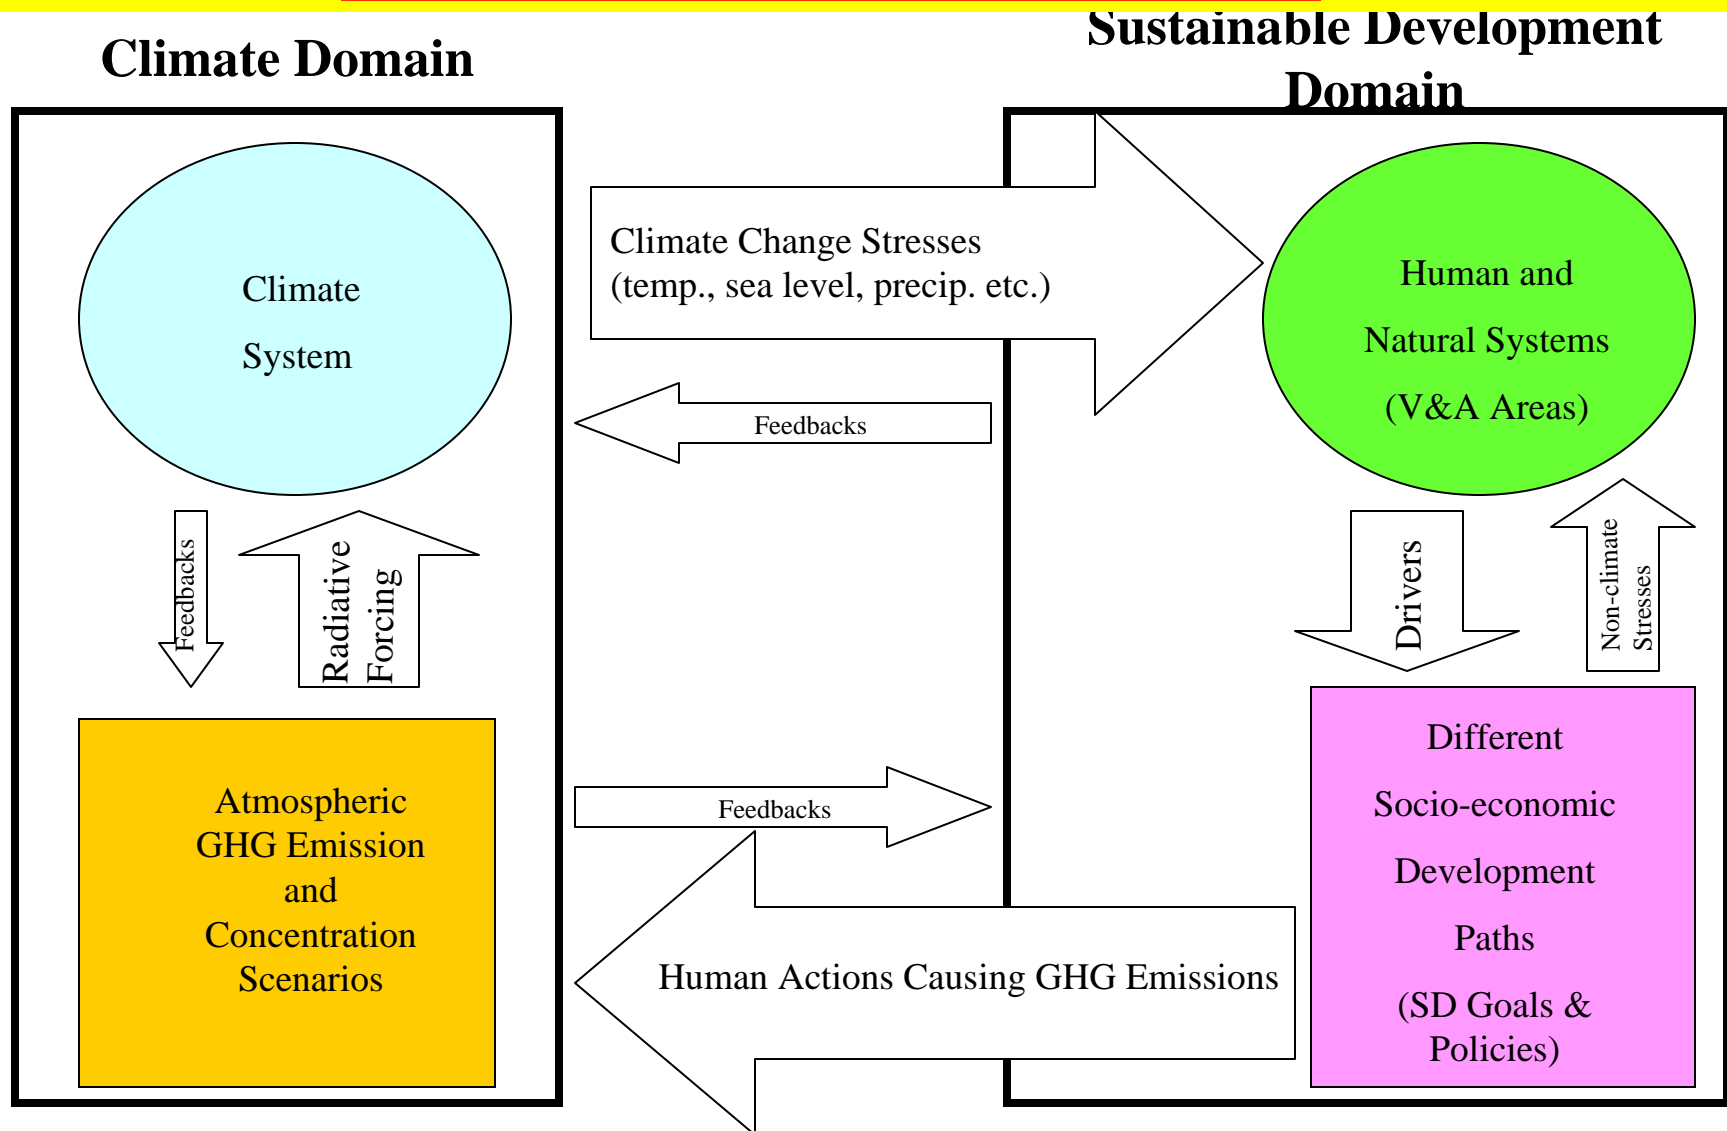 Climate Domain
Sustainable Development
Domain
Climate
System
Climate Change Stresses
(temp., sea level, precip. etc.)
Human and
Natural Systems
(V&A Areas)
Feedbacks
Feedbacks
Radiative
Forcing
Drivers
Non-climate
Stresses
Atmospheric
GHG Emission
and
Concentration
Scenarios
Feedbacks
Human Actions Causing GHG Emissions
Different
Socio-economic
Development
Paths
(SD Goals &
Policies)